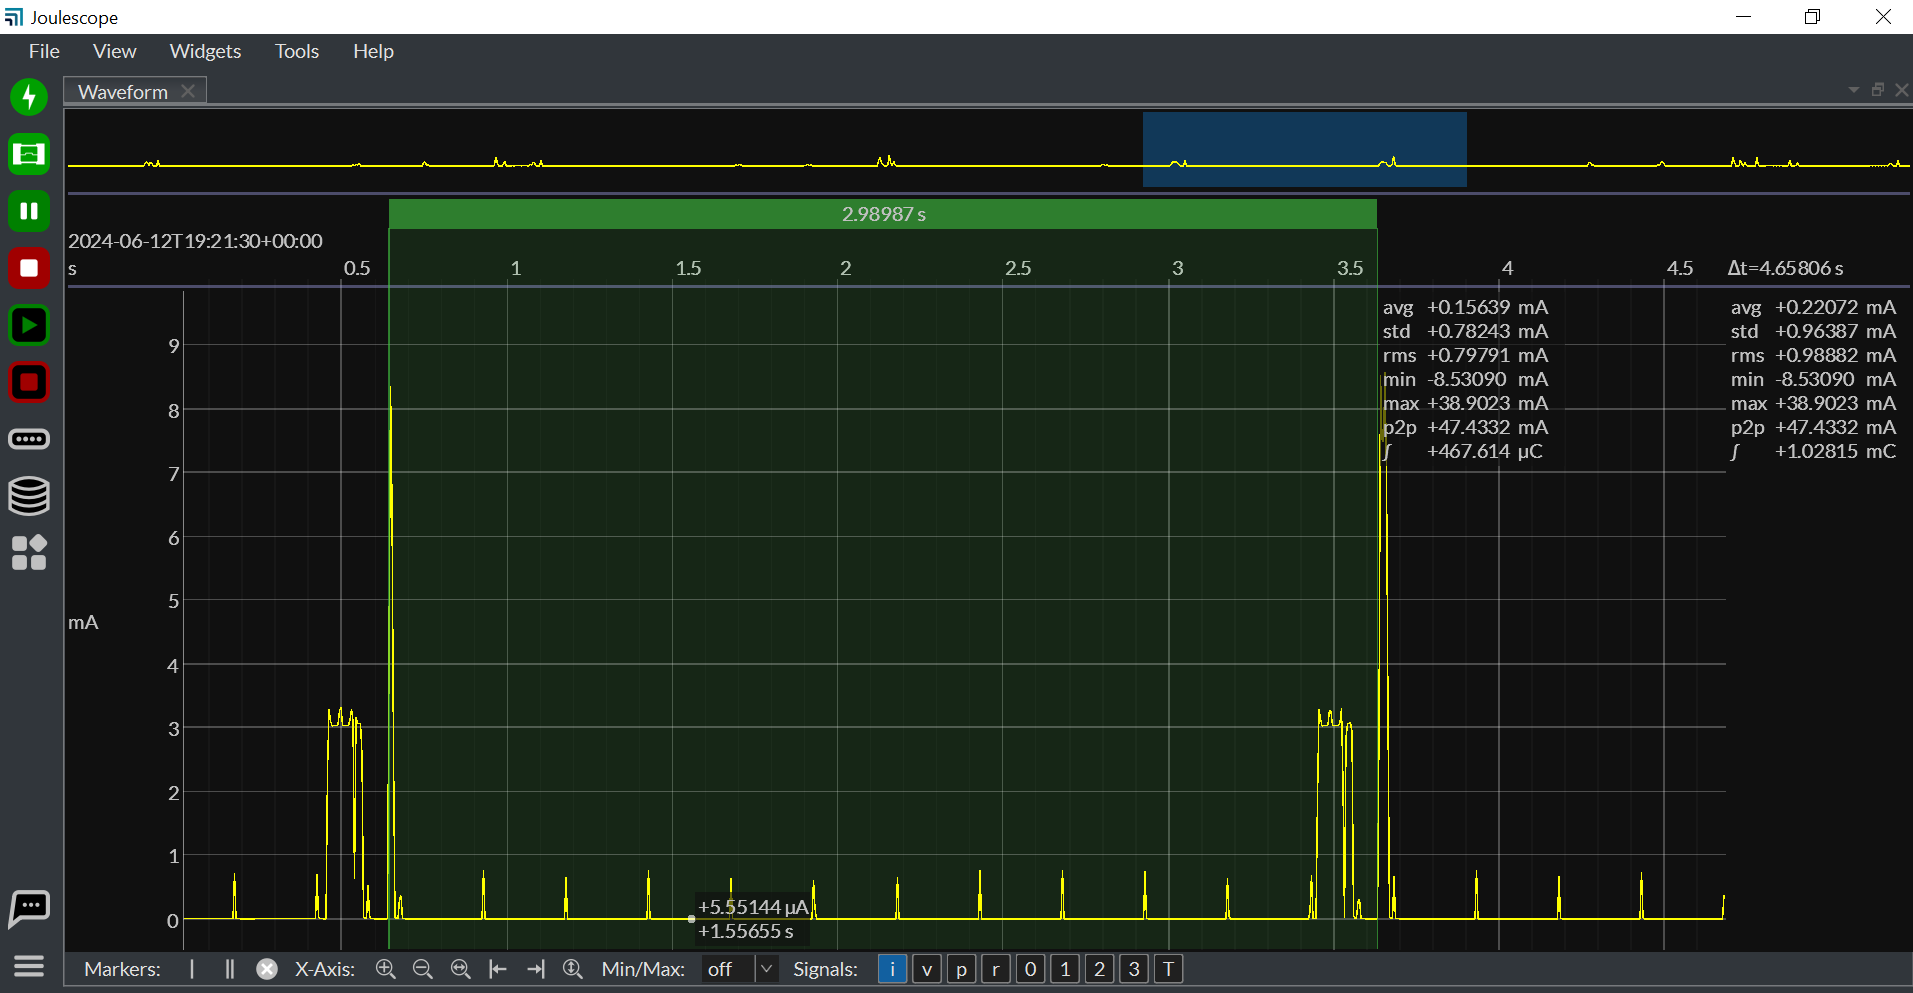 Joulescope
File View Widgets Tools Help
Waveform
2.98987 s
2024-06-12T19:21:30+00:00
s 0.5 1 1.5 2 2.5 3 3.5 4 4.5 Δt=4.65806 s
avg +0.15639 mA
std +0.78243 mA
rms +0.79791 mA
min -8.53090 mA
max +38.9023 mA
p2p +47.4332 mA
∫ +467.614 µC
avg +0.22072 mA
std +0.96387 mA
rms +0.98882 mA
min -8.53090 mA
max +38.9023 mA
p2p +47.4332 mA
∫ +1.02815 mC
9
8
7
6
5
mA
4
3
2
1
0
+5.55144 µA
+1.55655 s
Markers: X-Axis: Min/Max: off Signals: i v p r 0 1 2 3 T